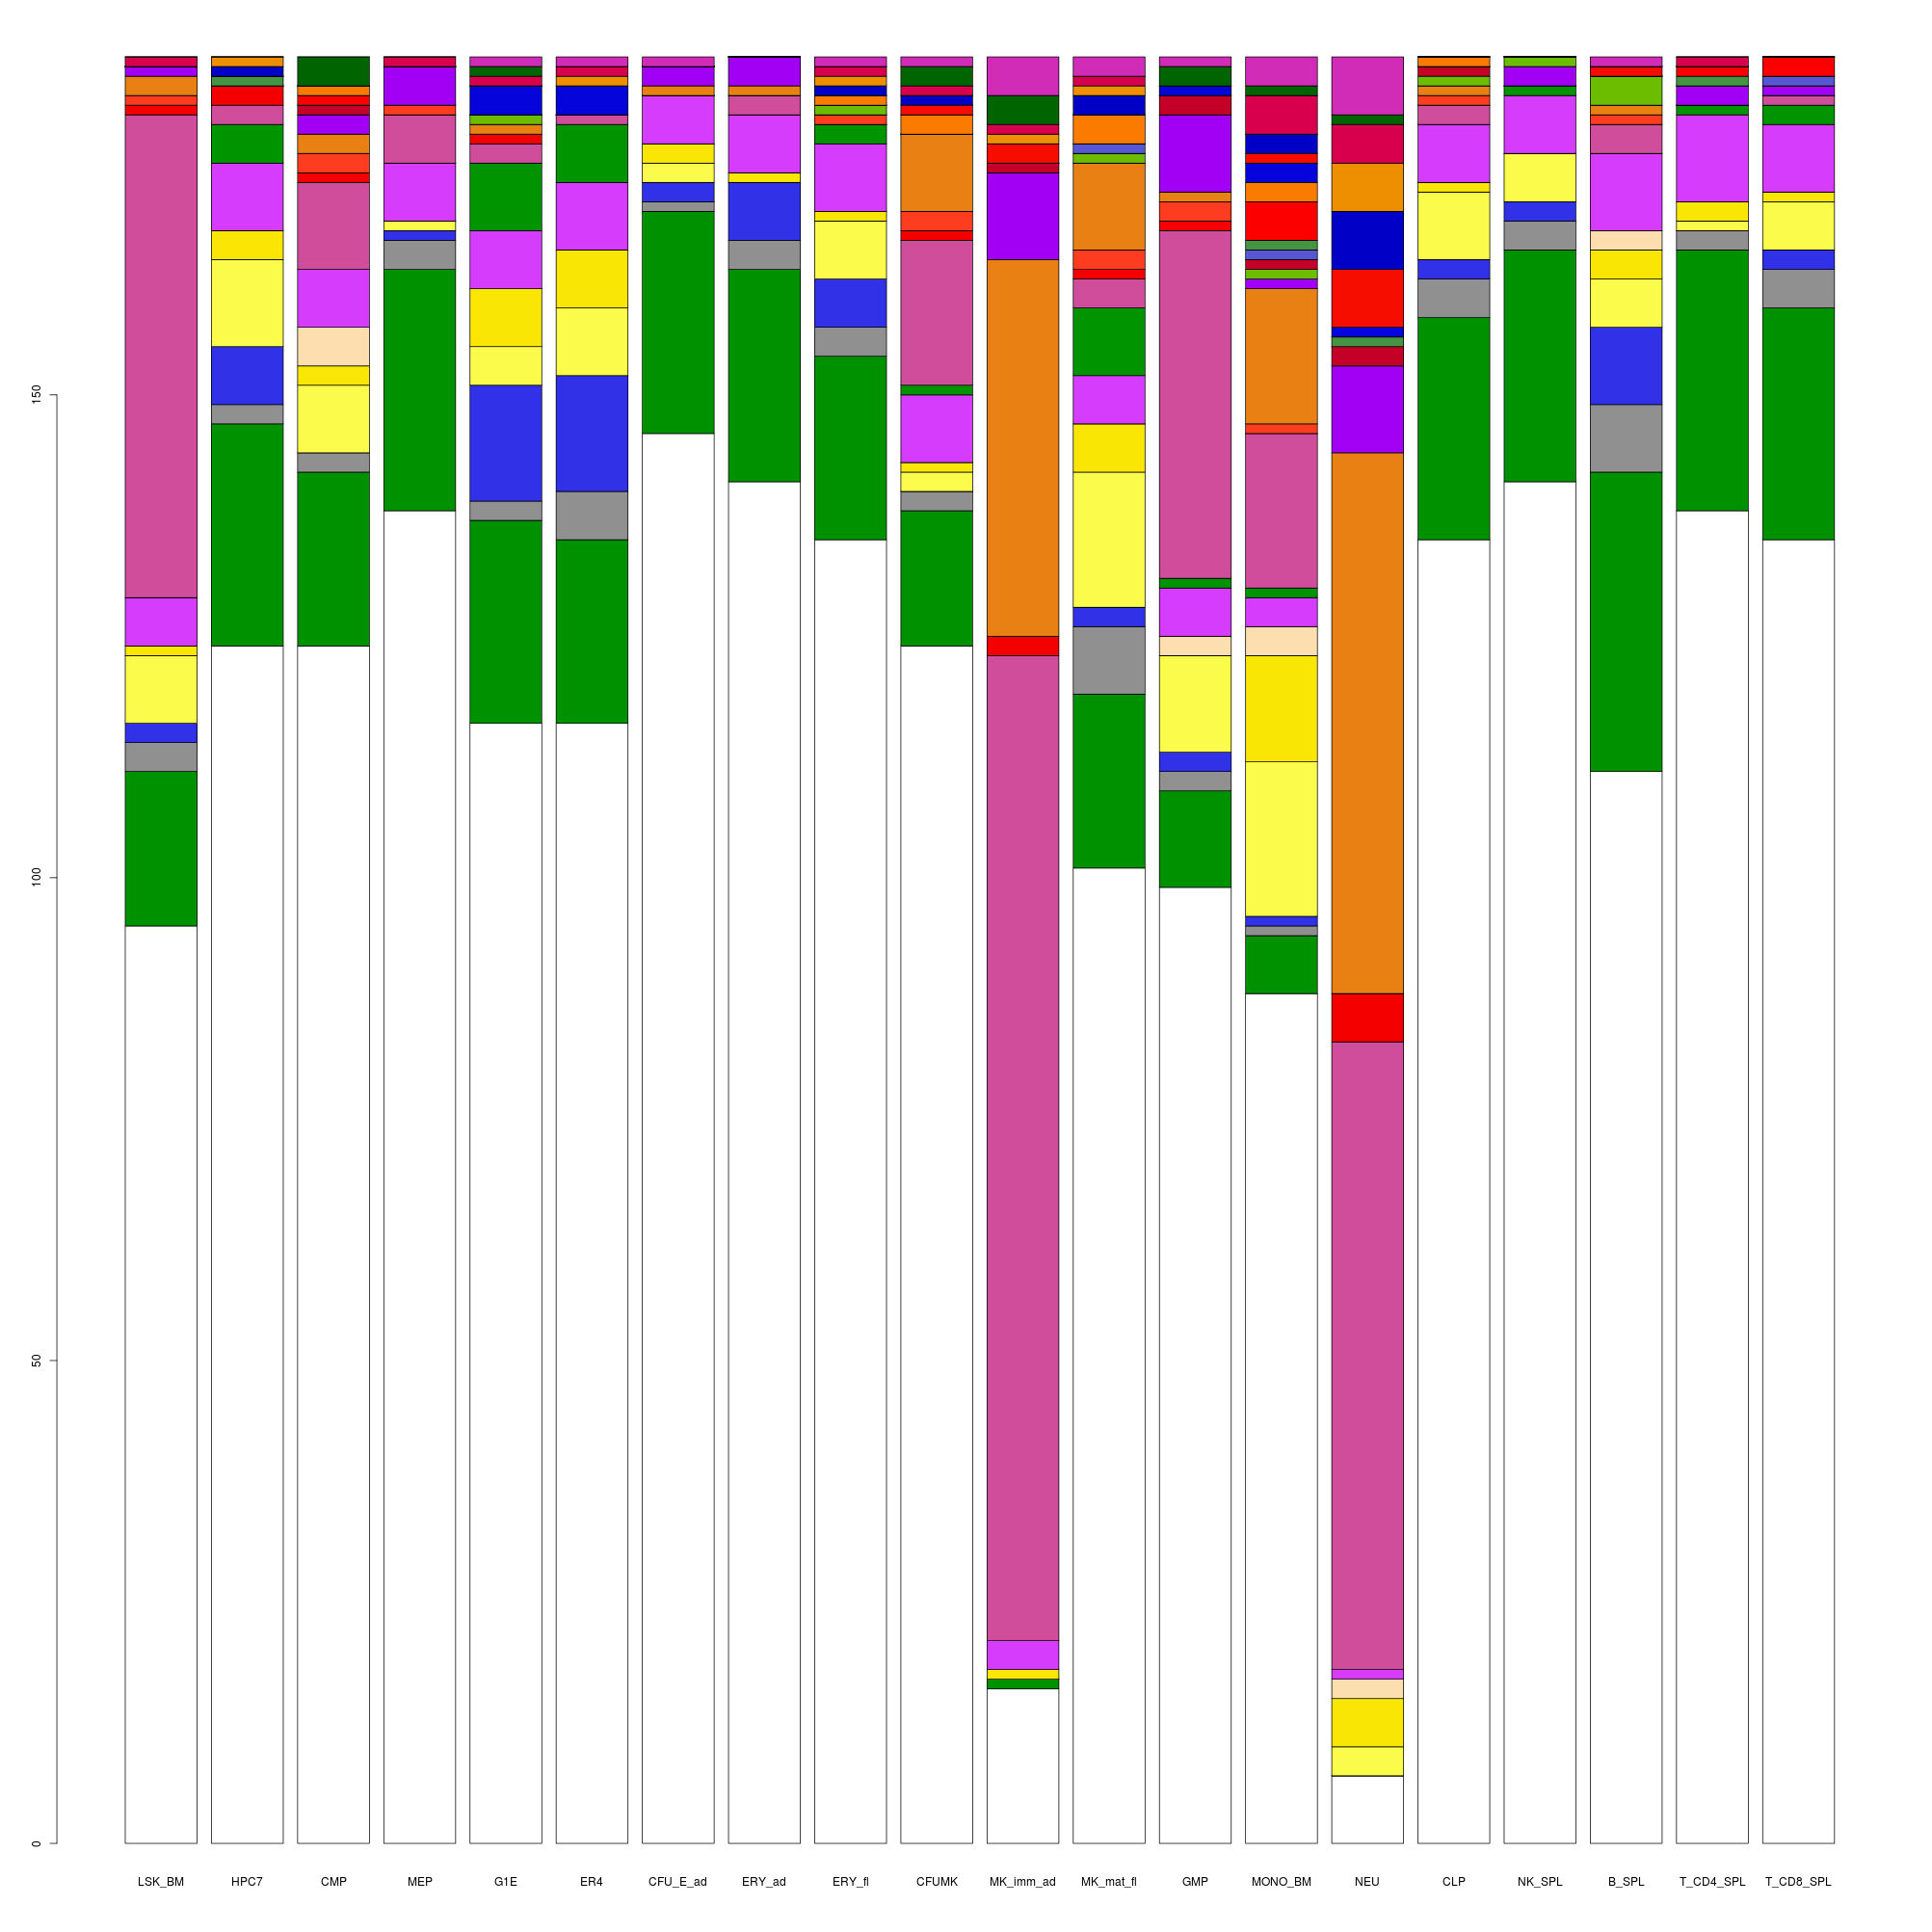 150
100
50
0
LSK_BM HPC7 CMP MEP G1E ER4 CFU_E_ad ERY_ad ERY_fl CFUMK MK_imm_ad MK_mat_fl GMP MONO_BM NEU CLP NK_SPL B_SPL T_CD4_SPL T_CD8_SPL